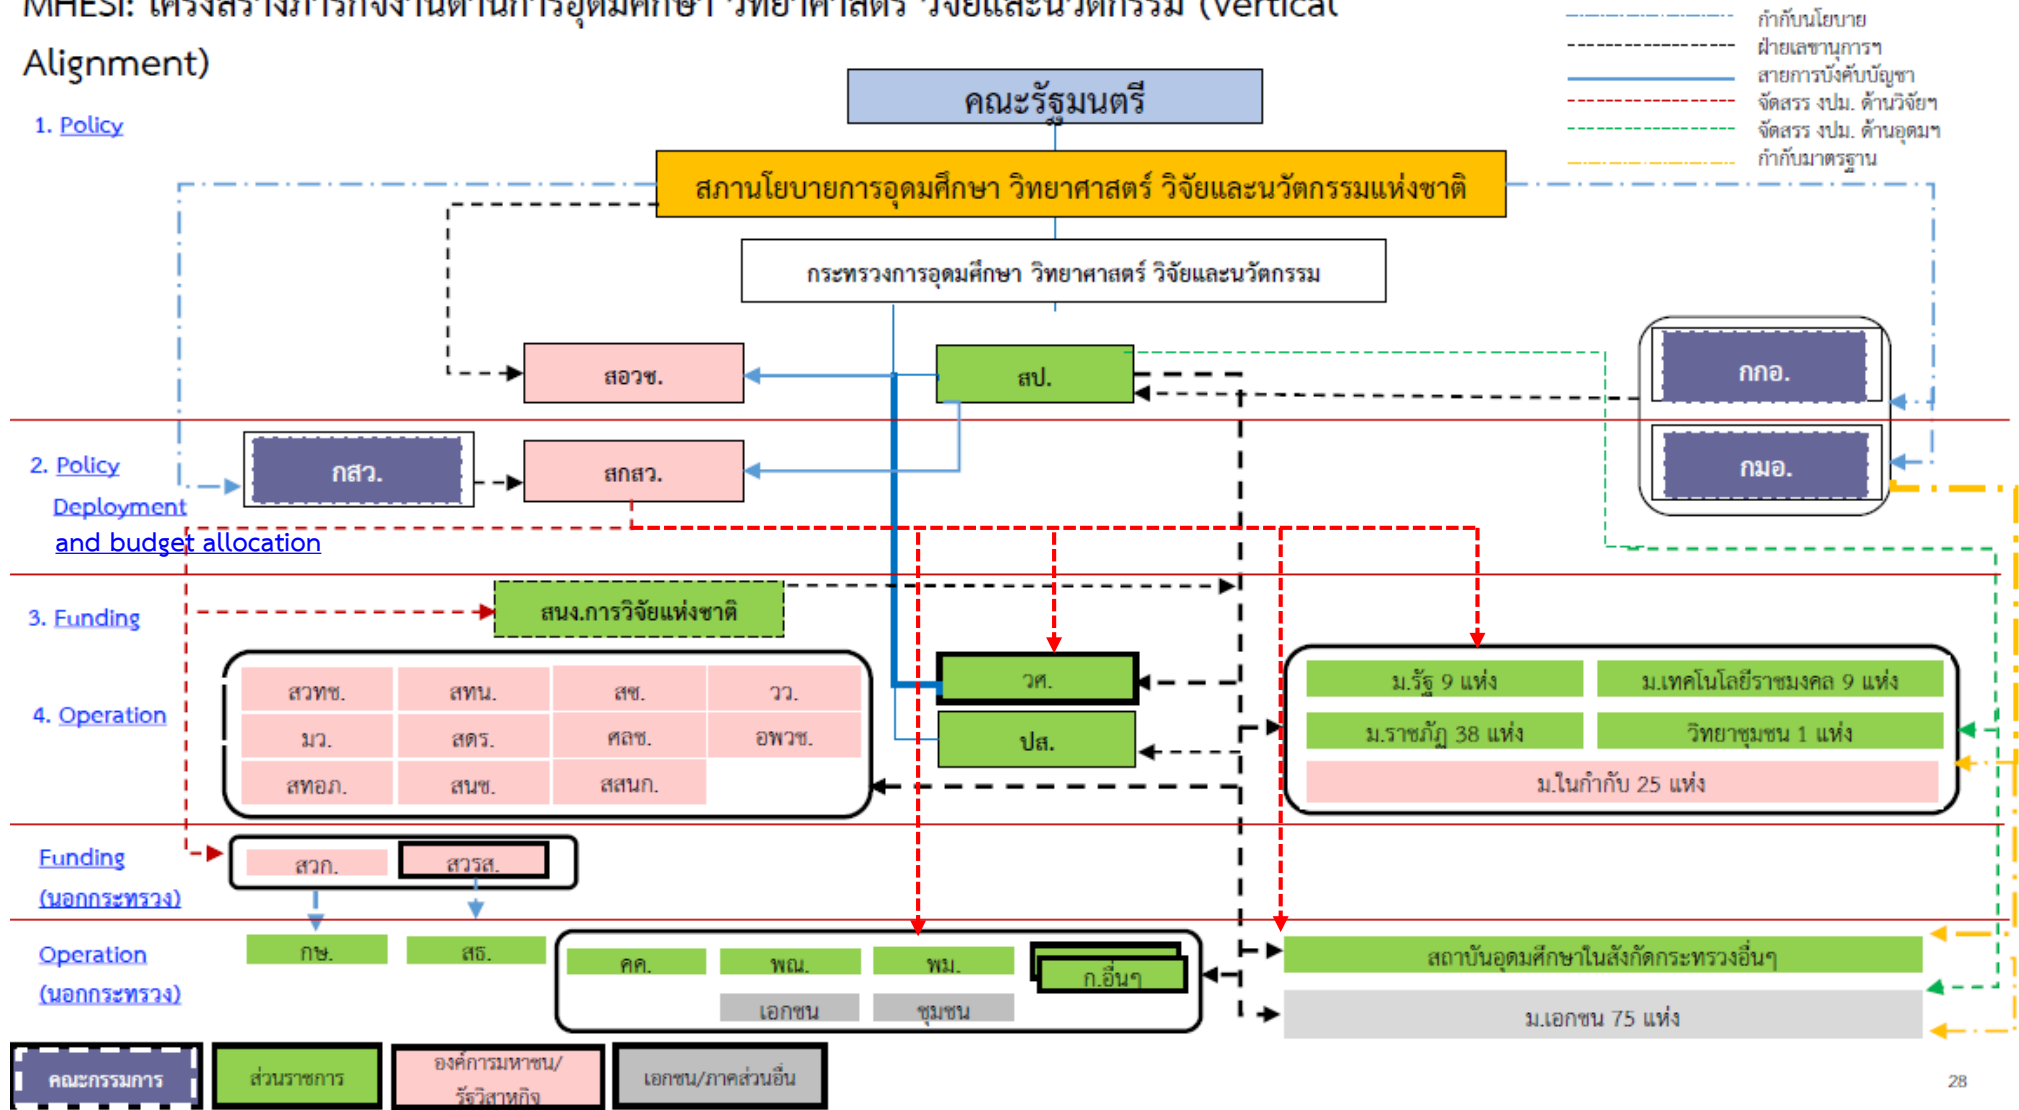 MHESI: โครงสร้างภารกิจงานด้านการอุดมศึกษา วิทยาศาสตร์ วิจัยและนวัตกรรม (Vertical
Alignment)
กำกับนโยบาย
ฝ่ายเลขานุการฯ
สายการบังคับบัญชา
จัดสรร งปม. ด้านวิจัยฯ
จัดสรร งปม. ด้านอุดมฯ
กำกับมาตรฐาน
คณะรัฐมนตรี
1. Policy
สภานโยบายการอุดมศึกษา วิทยาศาสตร์ วิจัยและนวัตกรรมแห่งชาติ
กระทรวงการอุดมศึกษา วิทยาศาสตร์ วิจัยและนวัตกรรม
สอวช.
สป.
กกอ.
2. Policy
Deployment
and budget allocation
กสว.
สกสว.
กมอ.
3. Funding
สนง.การวิจัยแห่งชาติ
4. Operation
สวทช.
สทน.
สซ.
วว.
มว.
สดร.
ศลช.
อพวช.
สทอภ.
สนช.
สสนก.
วศ.
ปส.
ม.รัฐ 9 แห่ง
ม.เทคโนโลยีราชมงคล 9 แห่ง
ม.ราชภัฏ 38 แห่ง
วิทยาชุมชน 1 แห่ง
ม.ในกำกับ 25 แห่ง
Funding
(นอกกระทรวง)
สวก.
สวรส.
Operation
(นอกกระทรวง)
กษ.
สธ.
คค.
พณ.
พม.
ก.อื่นๆ
เอกชน
ชุมชน
สถาบันอุดมศึกษาในสังกัดกระทรวงอื่นๆ
ม.เอกชน 75 แห่ง
คณะกรรมการ
ส่วนราชการ
องค์การมหาชน/
รัฐวิสาหกิจ
เอกชน/ภาคส่วนอื่น
28